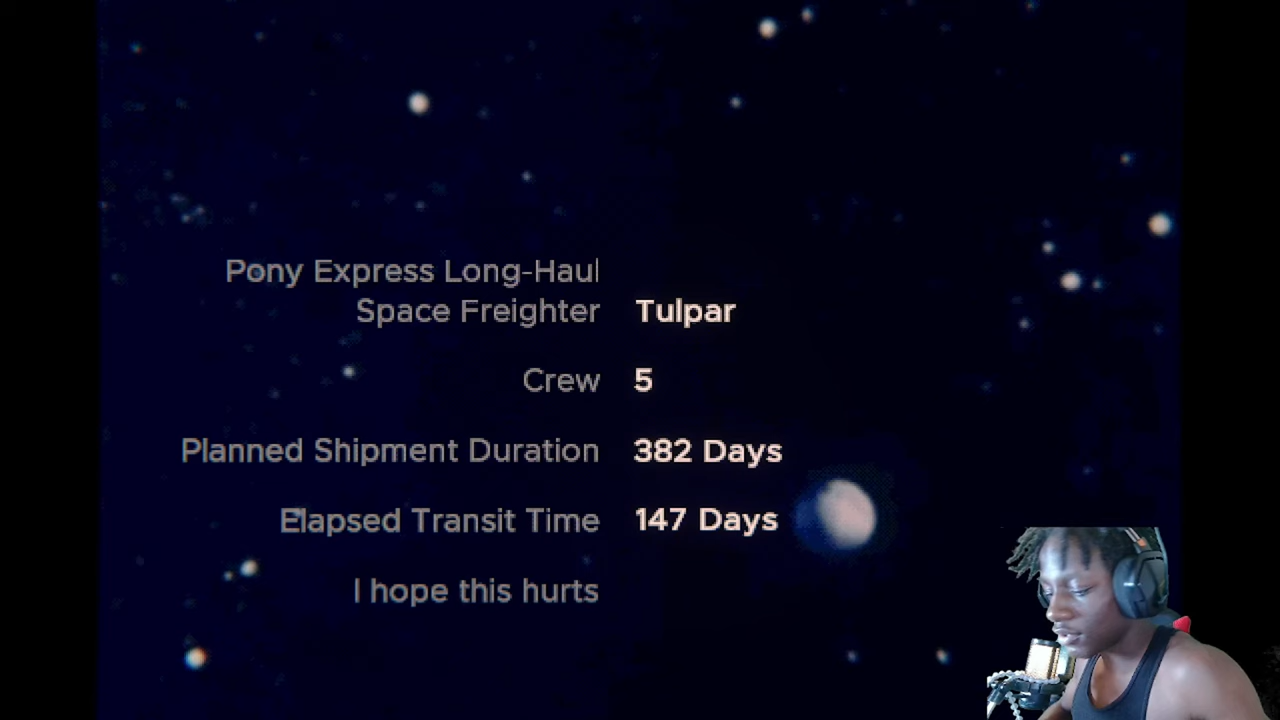 Pony Express Long-Haul
Space Freighter Tulpar
Crew 5
Planned Shipment Duration 382 Days
Elapsed Transit Time 147 Days
I hope this hurts